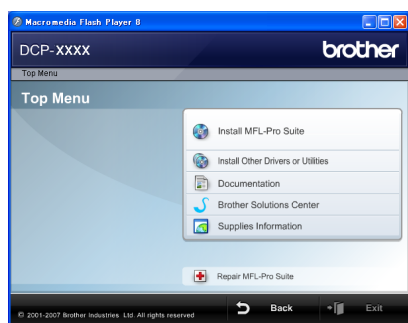 Macromedia Flash Player 8
DCP-XXXX
brother
Top Menu
Top Menu
Install MFL-Pro Suite
Install Other Drivers or Utilities
Documentation
Brother Solutions Center
Supplies Information
Repair MFL-Pro Suite
© 2001-2007 Brother Industries Ltd. All rights reserved
Back
Exit